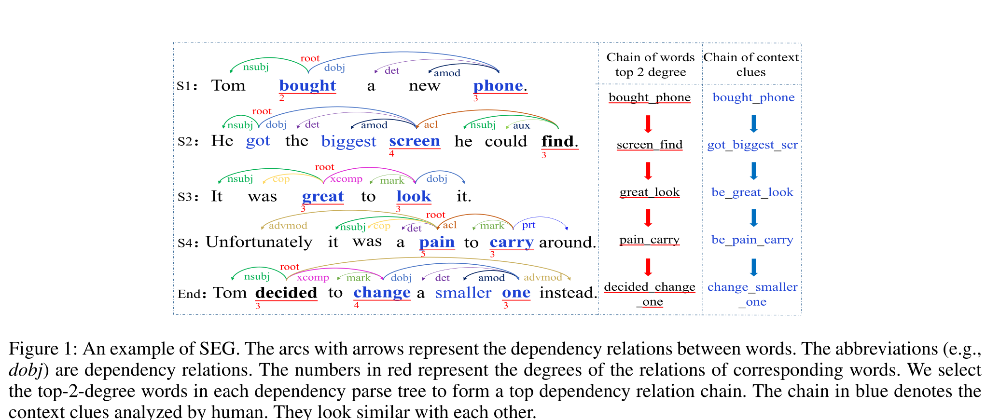 Chain of words
top 2 degree
Chain of context
clues
nsubj root dobj det amod
S1: Tom bought a new phone.
2 3
bought_phone
bought_phone
root
nsubj dobj det amod acl nsubj aux
S2: He got the biggest screen he could find.
4 3
screen_find
got_biggest_scr
root
nsubj cop xcomp mark dobj
S3: It was great to look it.
3 3
great_look
be_great_look
root
advmod nsubj cop det acl mark prt
S4: Unfortunately it was a pain to carry around.
5 3
pain_carry
be_pain_carry
root
nsubj xcomp mark dobj det amod advmod
End: Tom decided to change a smaller one instead.
3 4 3
decided_change
_one
change_smaller
_one
Figure 1: An example of SEG. The arcs with arrows represent the dependency relations between words. The abbreviations (e.g.,
dobj) are dependency relations. The numbers in red represent the degrees of the relations of corresponding words. We select
the top-2-degree words in each dependency parse tree to form a top dependency relation chain. The chain in blue denotes the
context clues analyzed by human. They look similar with each other.